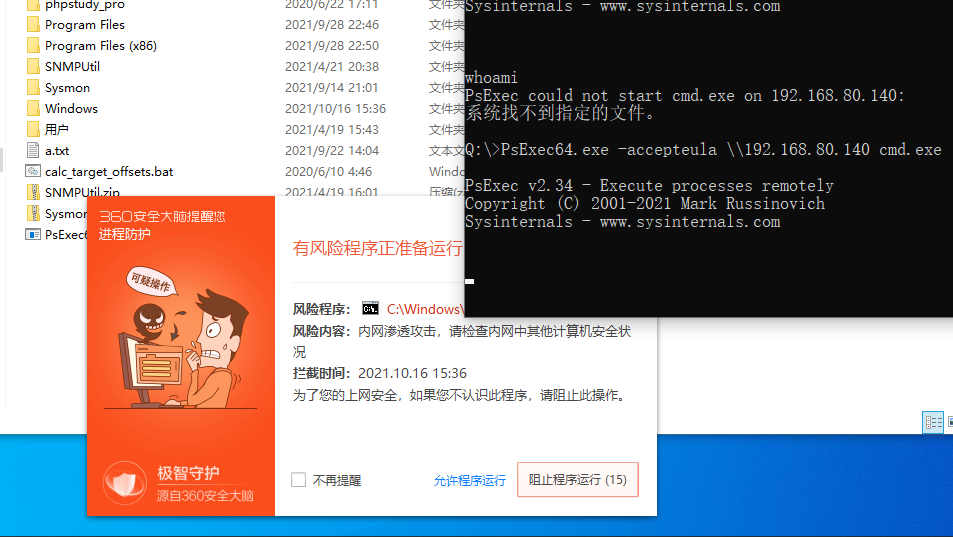 phpstudy_pro 2020/6/22 17:11 文件夹
Program Files 2021/9/28 22:46 文件夹
Program Files (x86) 2021/9/28 22:50 文件夹
SNMPUtil 2021/4/21 20:38 文件夹
Sysmon 2021/9/14 21:01 文件夹
Windows 2021/10/16 15:36 文件夹
用户 2021/4/19 15:43 文件夹
a.txt 2021/9/22 14:04 文本文
calc_target_offsets.bat 2020/6/10 4:46 Windo
SNMPUtil.zip 2021/4/19 16:01 压缩(z
Sysmon
PsExec6
Sysinternals - www.sysinternals.com
whoami
PsExec could not start cmd.exe on 192.168.80.140:
系统找不到指定的文件。
Q:\>PsExec64.exe -accepteula \\192.168.80.140 cmd.exe
PsExec v2.34 - Execute processes remotely
Copyright (C) 2001-2021 Mark Russinovich
Sysinternals - www.sysinternals.com
360安全大脑提醒您
进程防护
可疑操作
极智守护
源自360安全大脑
有风险程序正准备运行
风险程序： C:\Windows\
风险内容：内网渗透攻击，请检查内网中其他计算机安全状
况
拦截时间：2021.10.16 15:36
为了您的上网安全，如果您不认识此程序，请阻止此操作。
不再提醒
允许程序运行
阻止程序运行 (15)